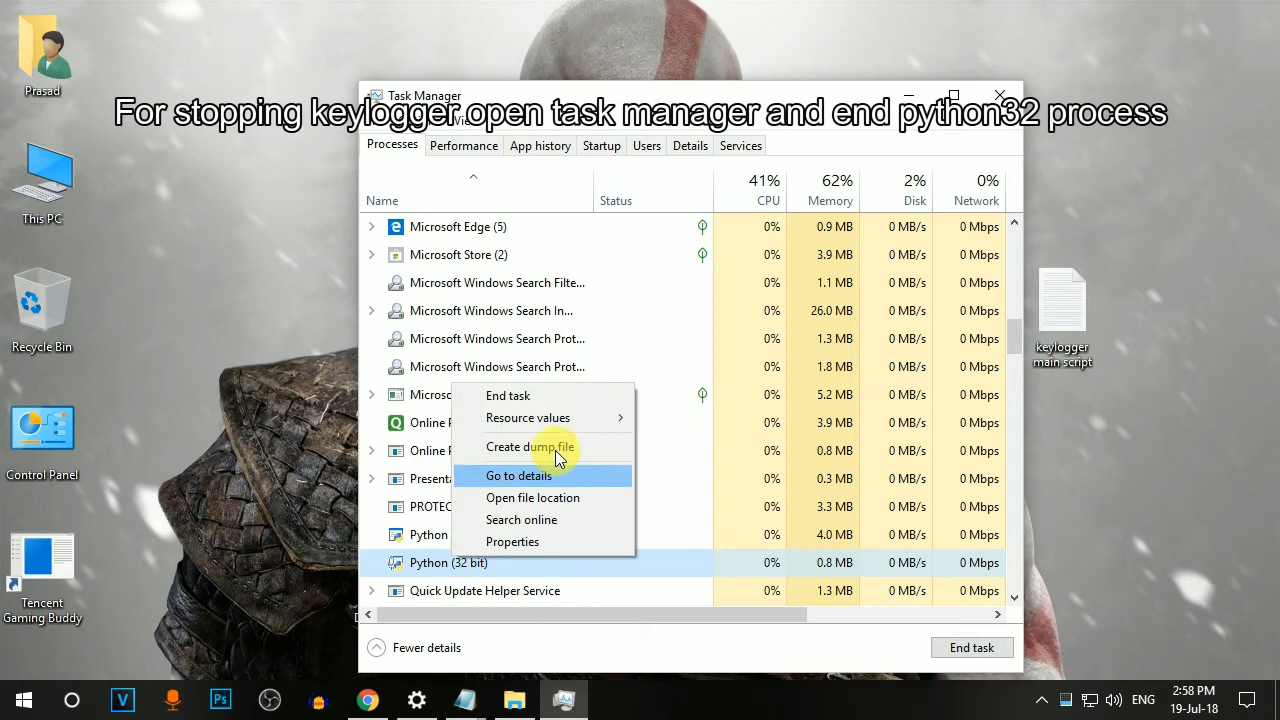 Prasad
This PC
Recycle Bin
Control Panel
Tencent
Gaming Buddy
Task Manager
For stopping keylogger open task manager and end python32 process
Processes
Performance
App history
Startup
Users
Details
Services
41%
62%
2%
0%
Name
Status
CPU
Memory
Disk
Network
Microsoft Edge (5) 0% 0.9 MB 0 MB/s 0 Mbps
Microsoft Store (2) 0% 3.9 MB 0 MB/s 0 Mbps
Microsoft Windows Search Filte... 0% 1.1 MB 0 MB/s 0 Mbps
Microsoft Windows Search In... 0% 26.0 MB 0 MB/s 0 Mbps
Microsoft Windows Search Prot... 0% 1.3 MB 0 MB/s 0 Mbps
Microsoft Windows Search Prot... 0% 1.8 MB 0 MB/s 0 Mbps
0% 5.2 MB 0 MB/s 0 Mbps
Online 0% 3.9 MB 0 MB/s 0 Mbps
Online 0% 0.8 MB 0 MB/s 0 Mbps
0% 0.3 MB 0 MB/s 0 Mbps
0% 3.3 MB 0 MB/s 0 Mbps
Python 0% 4.0 MB 0 MB/s 0 Mbps
Python (32 bit) 0% 0.8 MB 0 MB/s 0 Mbps
Quick Update Helper Service 0% 1.3 MB 0 MB/s 0 Mbps
End task
Resource values
Create dump file
Go to details
Open file location
Search online
Properties
Fewer details
End task
keylogger
main script
V
Ps
ENG
2:58 PM
19-Jul-18